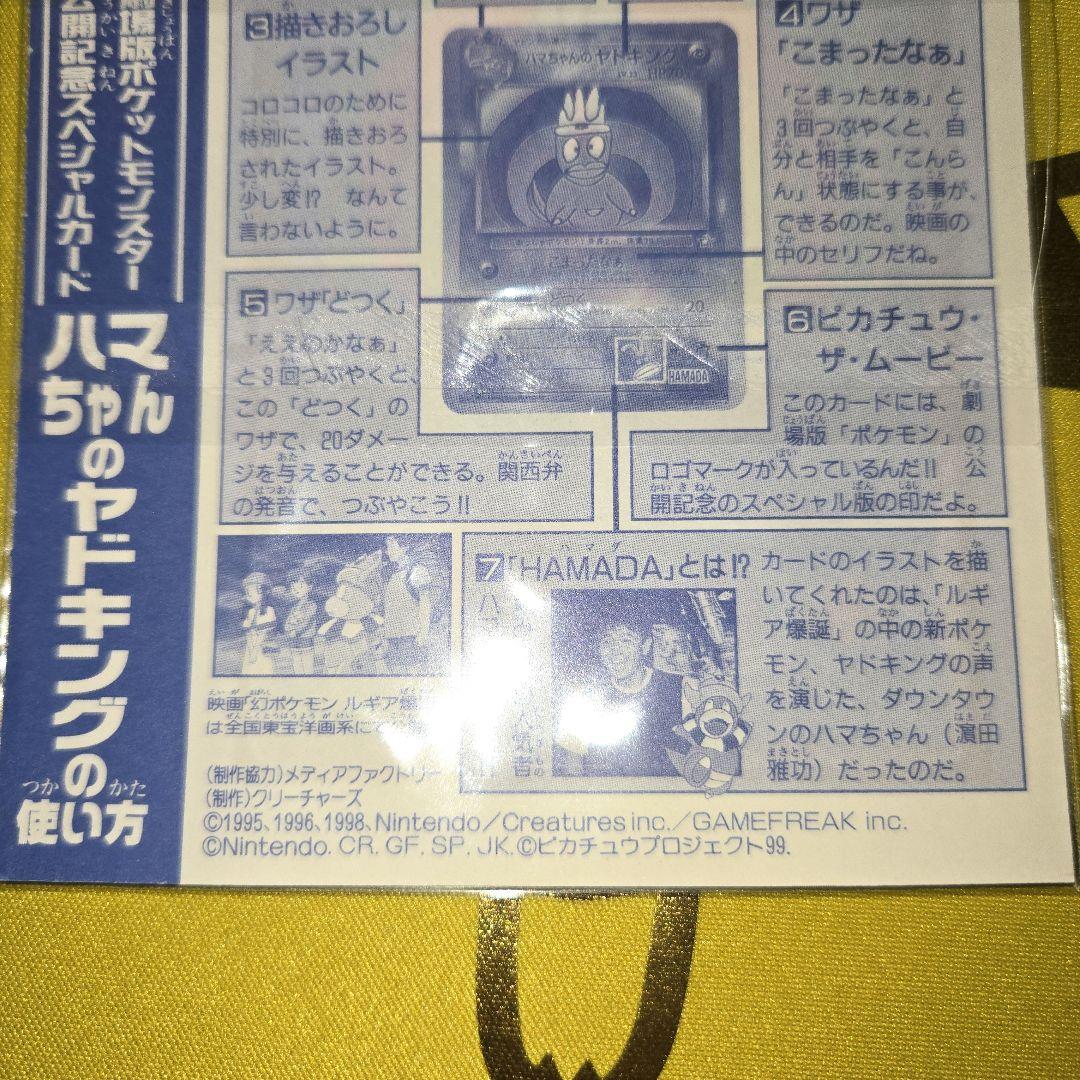 劇場版ポケットモンスター
公開記念スペシャルカード
ハマちゃんのヤドキングの
使い方
3 描きおろし
イラスト
コロコロのために
特別に、描きおろ
されたイラスト。
少し変!? なんて
言わないように。
ハマちゃんのヤドキング
こまったなぁ
どつく
20
HAMADA
4 ワザ
「こまったなぁ」
「こまったなぁ」と
3回つぶやくと、自
分と相手を「こんら
ん」状態にする事が、
できるのだ。映画の
中のセリフだね。
5 ワザ「どつく」
「ええのかなぁ」
と3回つぶやくと、
この「どつく」の
ワザで、20ダメー
ジを与えることができる。関西弁
の発音で、つぶやこう!!
6 ピカチュウ・
ザ・ムービー
このカードには、劇
場版「ポケモン」の
ロゴマークが入っているんだ!! 公
開記念のスペシャル版の印だよ。
映画「幻ポケモン ルギア爆
は全国東宝洋画系に
7 「HAMADA」とは!?
カードのイラストを描
いてくれたのは、「ルギ
ア爆誕」の中の新ポケ
モン、ヤドキングの声
を演じた、ダウンタウ
ンのハマちゃん（濱田
雅功）だったのだ。
人気者
(制作協力)メディアファクトリー
(制作)クリーチャーズ
©1995、1996、1998、Nintendo／Creatures inc.／GAMEFREAK inc.
©Nintendo. CR. GF. SP. JK. ©ピカチュウプロジェクト99.